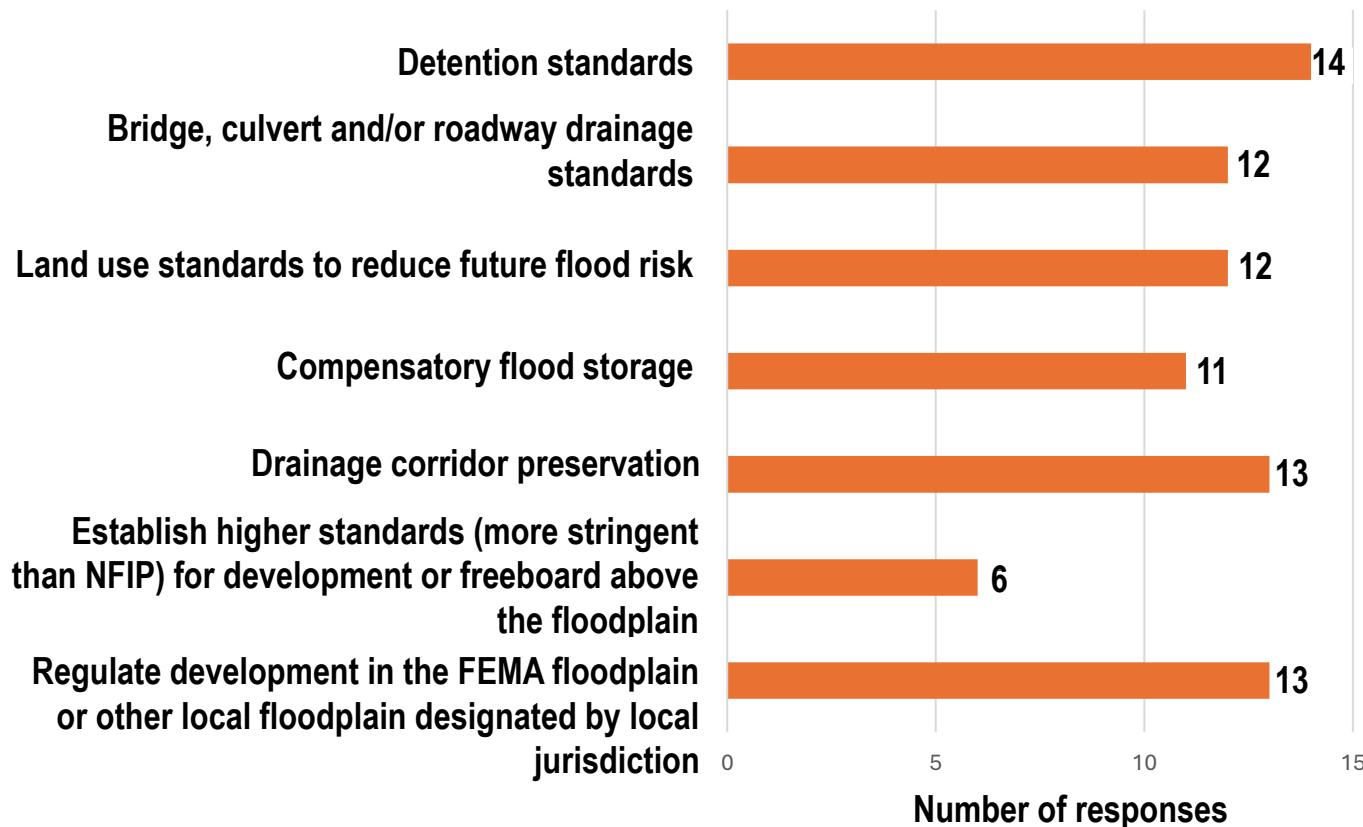 Detention standards
14
Bridge, culvert and/or roadway drainage
standards
12
Land use standards to reduce future flood risk
12
Compensatory flood storage
11
Drainage corridor preservation
13
Establish higher standards (more stringent
than NFIP) for development or freeboard above
the floodplain
6
Regulate development in the FEMA floodplain
or other local floodplain designated by local
jurisdiction
13
0 5 10 15
Number of responses